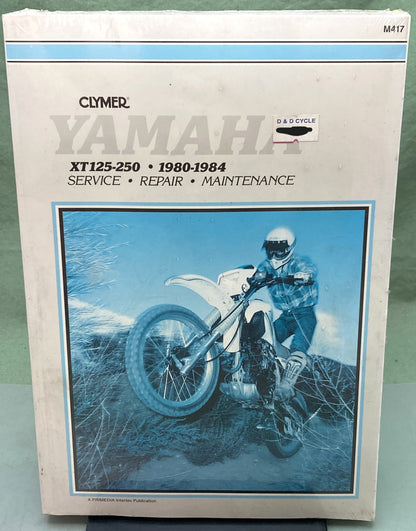 M417
CLYMER®
YAMAHA
D & D CYCLE
XT125-250 • 1980-1984
SERVICE • REPAIR • MAINTENANCE
A PRIMEDIA Intertec Publication